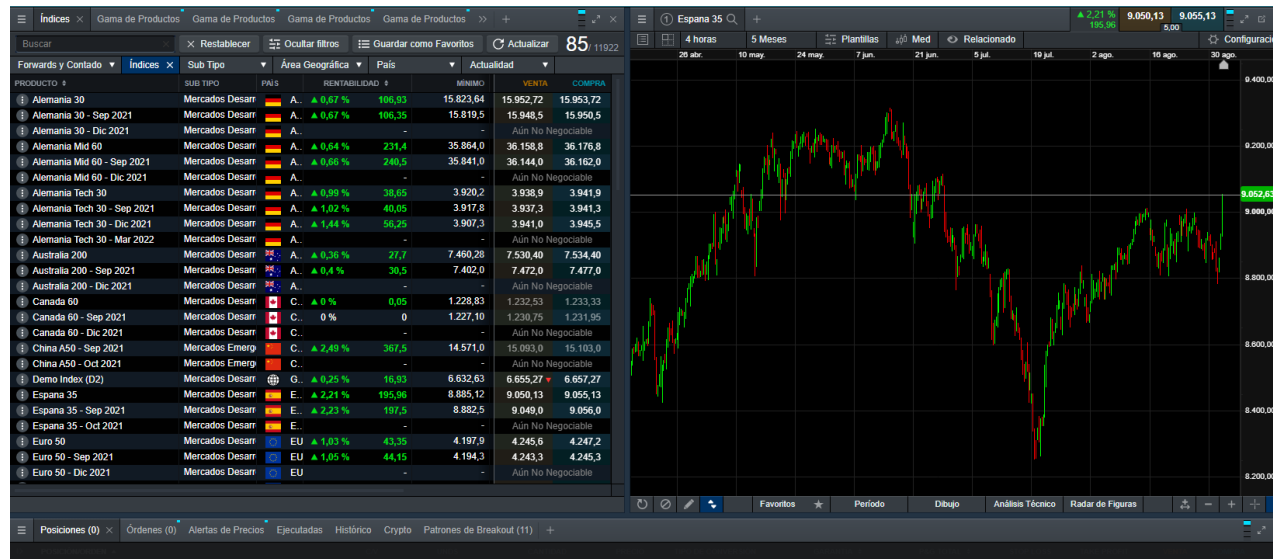 Índices × Gama de Productos Gama de Productos Gama de Productos Gama de Productos >> +
Buscar × × Restablecer Ocultar filtros Guardar como Favoritos Actualizar 85/ 11922
Forwards y Contado ▼ Índices × Sub Tipo ▼ Área Geográfica ▼ País ▼ Actualidad ▼
PRODUCTO SUB TIPO PAÍS RENTABILIDAD MÍNIMO VENTA COMPRA
Alemania 30 Mercados Desarr A.. ▲ 0,67 % 106,93 15.823,64 15.952,72 15.953,72
Alemania 30 - Sep 2021 Mercados Desarr A.. ▲ 0,67 % 106,35 15.819,5 15.948,5 15.950,5
Alemania 30 - Dic 2021 Mercados Desarr A.. - - Aún No Negociable
Alemania Mid 60 Mercados Desarr A.. ▲ 0,64 % 231,4 35.864,0 36.158,8 36.176,8
Alemania Mid 60 - Sep 2021 Mercados Desarr A.. ▲ 0,66 % 240,5 35.841,0 36.144,0 36.162,0
Alemania Mid 60 - Dic 2021 Mercados Desarr A.. - - Aún No Negociable
Alemania Tech 30 Mercados Desarr A.. ▲ 0,99 % 38,65 3.920,2 3.938,9 3.941,9
Alemania Tech 30 - Sep 2021 Mercados Desarr A.. ▲ 1,02 % 40,05 3.917,8 3.937,3 3.941,3
Alemania Tech 30 - Dic 2021 Mercados Desarr A.. ▲ 1,44 % 56,25 3.907,3 3.941,0 3.945,5
Alemania Tech 30 - Mar 2022 Mercados Desarr A.. - - Aún No Negociable
Australia 200 Mercados Desarr A.. ▲ 0,36 % 27,7 7.460,28 7.530,40 7.534,40
Australia 200 - Sep 2021 Mercados Desarr A.. ▲ 0,4 % 30,5 7.402,0 7.472,0 7.477,0
Australia 200 - Dic 2021 Mercados Desarr A.. - - Aún No Negociable
Canada 60 Mercados Desarr C.. ▲ 0 % 0,05 1.228,83 1.232,53 1.233,33
Canada 60 - Sep 2021 Mercados Desarr C.. 0 % 0 1.227,10 1.230,75 1.231,95
Canada 60 - Dic 2021 Mercados Desarr C.. - - Aún No Negociable
China A50 - Sep 2021 Mercados Emerg C.. ▲ 2,49 % 367,5 14.571,0 15.093,0 15.103,0
China A50 - Oct 2021 Mercados Emerg C.. - - Aún No Negociable
Demo Index (D2) Mercados Desarr G.. ▲ 0,25 % 16,93 6.632,63 6.655,27 ▼ 6.657,27
Espana 35 Mercados Desarr E.. ▲ 2,21 % 195,96 8.885,12 9.050,13 9.055,13
Espana 35 - Sep 2021 Mercados Desarr E.. ▲ 2,23 % 197,5 8.882,5 9.049,0 9.056,0
Espana 35 - Oct 2021 Mercados Desarr E.. - - Aún No Negociable
Euro 50 Mercados Desarr EU ▲ 1,03 % 43,35 4.197,9 4.245,6 4.247,2
Euro 50 - Sep 2021 Mercados Desarr EU ▲ 1,05 % 44,15 4.194,3 4.243,3 4.245,3
Euro 50 - Dic 2021 Mercados Desarr EU - - Aún No Negociable
1 Espana 35 + ▲ 2,21 % 195,96 9.050,13 9.055,13 5,00
4 horas 5 Meses Plantillas Med Relacionado Configuraci
26 abr. 10 may. 24 may. 7 jun. 21 jun. 5 jul. 19 jul. 2 ago. 16 ago. 30 ago.
9.400,00
9.200,00
9.052,63
9.000,00
8.800,00
8.600,00
8.400,00
8.200,00
Favoritos Período Dibujo Análisis Técnico Radar de Figuras
Posiciones (0) × Órdenes (0) Alertas de Precios Ejecutadas Histórico Crypto Patrones de Breakout (11) +